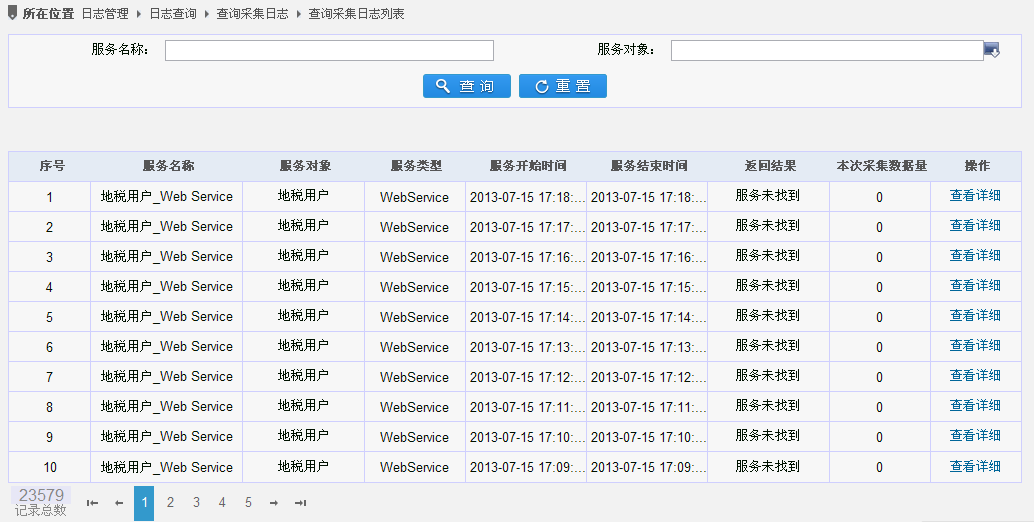 所在位置 日志管理 日志查询 查询采集日志 查询采集日志列表
服务名称： 服务对象：
查 询 重 置
序号 服务名称 服务对象 服务类型 服务开始时间 服务结束时间 返回结果 本次采集数据量 操作
1 地税用户_Web Service 地税用户 WebService 2013-07-15 17:18:... 2013-07-15 17:18:... 服务未找到 0 查看详细
2 地税用户_Web Service 地税用户 WebService 2013-07-15 17:17:... 2013-07-15 17:17:... 服务未找到 0 查看详细
3 地税用户_Web Service 地税用户 WebService 2013-07-15 17:16:... 2013-07-15 17:16:... 服务未找到 0 查看详细
4 地税用户_Web Service 地税用户 WebService 2013-07-15 17:15:... 2013-07-15 17:15:... 服务未找到 0 查看详细
5 地税用户_Web Service 地税用户 WebService 2013-07-15 17:14:... 2013-07-15 17:14:... 服务未找到 0 查看详细
6 地税用户_Web Service 地税用户 WebService 2013-07-15 17:13:... 2013-07-15 17:13:... 服务未找到 0 查看详细
7 地税用户_Web Service 地税用户 WebService 2013-07-15 17:12:... 2013-07-15 17:12:... 服务未找到 0 查看详细
8 地税用户_Web Service 地税用户 WebService 2013-07-15 17:11:... 2013-07-15 17:11:... 服务未找到 0 查看详细
9 地税用户_Web Service 地税用户 WebService 2013-07-15 17:10:... 2013-07-15 17:10:... 服务未找到 0 查看详细
10 地税用户_Web Service 地税用户 WebService 2013-07-15 17:09:... 2013-07-15 17:09:... 服务未找到 0 查看详细
23579
记录总数 1 2 3 4 5